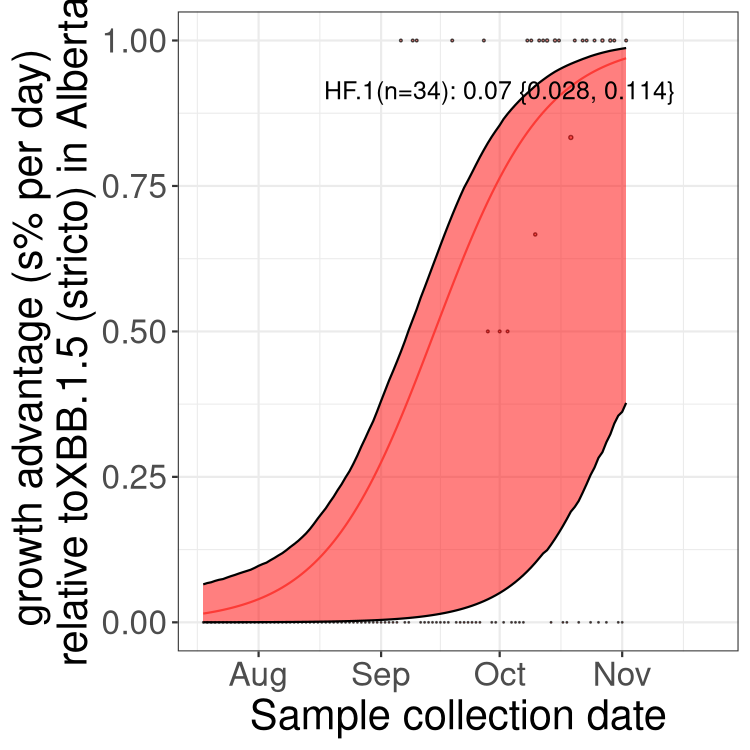 growth advantage (s% per day)
relative toXBB.1.5 (stricto) in Alberta
1.00
0.75
0.50
0.25
0.00
HF.1(n=34): 0.07 {0.028, 0.114}
Aug Sep Oct Nov
Sample collection date